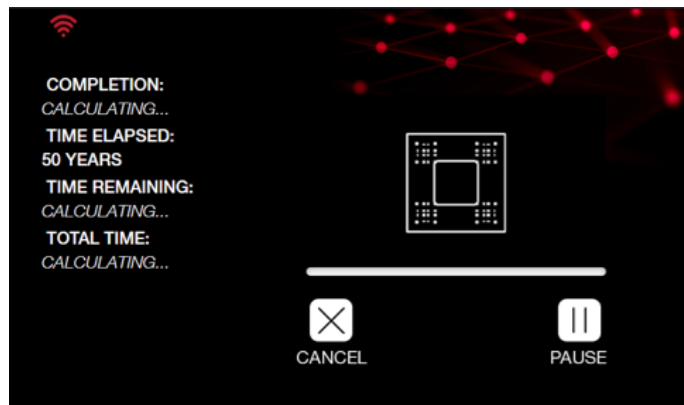 COMPLETION:
CALCULATING...
TIME ELAPSED:
50 YEARS
TIME REMAINING:
CALCULATING...
TOTAL TIME:
CALCULATING...
CANCEL
PAUSE